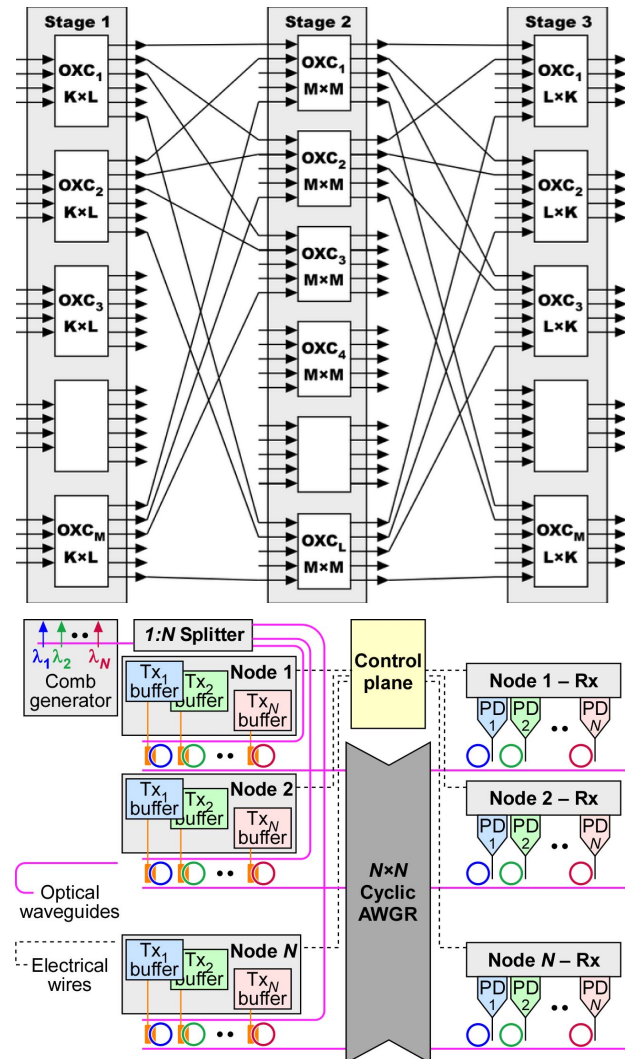 Stage 1
Stage 2
Stage 3
OXC1
K×L
OXC2
K×L
OXC3
K×L
OXCM
K×L
OXC1
M×M
OXC2
M×M
OXC3
M×M
OXC4
M×M
OXCL
M×M
OXC1
L×K
OXC2
L×K
OXC3
L×K
OXCM
L×K
λ1 λ2 λN
Comb
generator
1:N Splitter
Node 1
Tx1
buffer
Tx2
buffer
TxN
buffer
Node 2
Tx1
buffer
Tx2
buffer
TxN
buffer
Node N
Tx1
buffer
Tx2
buffer
TxN
buffer
Optical
waveguides
Electrical
wires
Control
plane
N×N
Cyclic
AWGR
Node 1 – Rx
PD
1
PD
2
PD
N
Node 2 – Rx
PD
1
PD
2
PD
N
Node N – Rx
PD
1
PD
2
PD
N